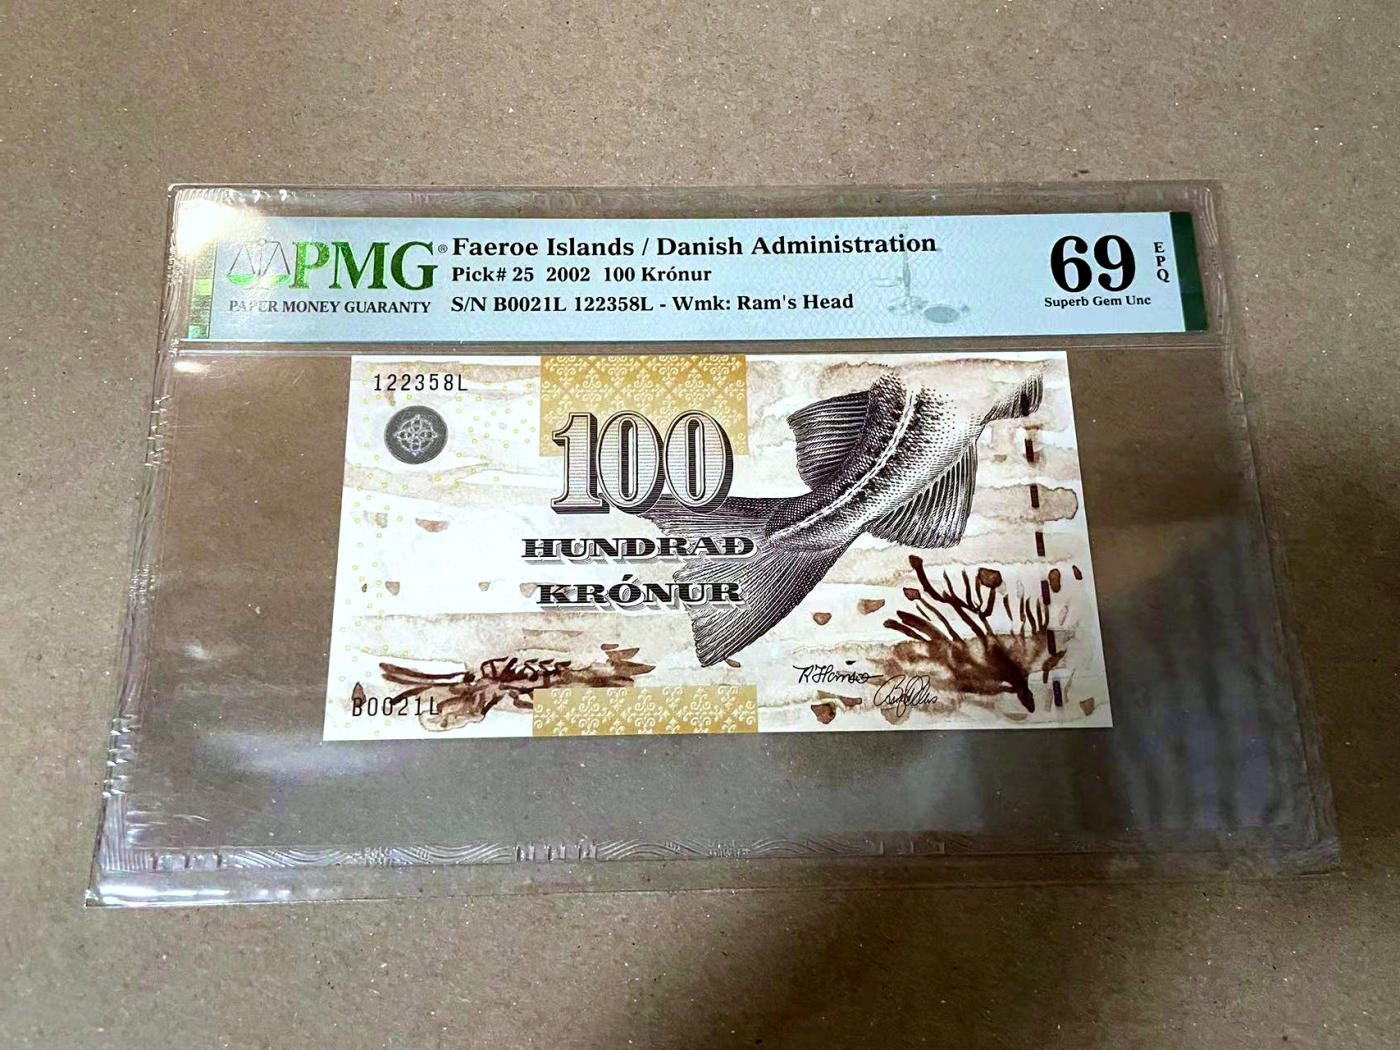 PMG®
PAPER MONEY GUARANTY
Faeroe Islands / Danish Administration
Pick# 25 2002 100 Krónur
S/N B0021L 122358L - Wmk: Ram's Head
69
EPQ
Superb Gem Unc
122358L
100
HUNDRAÐ
KRÓNUR
B0021L